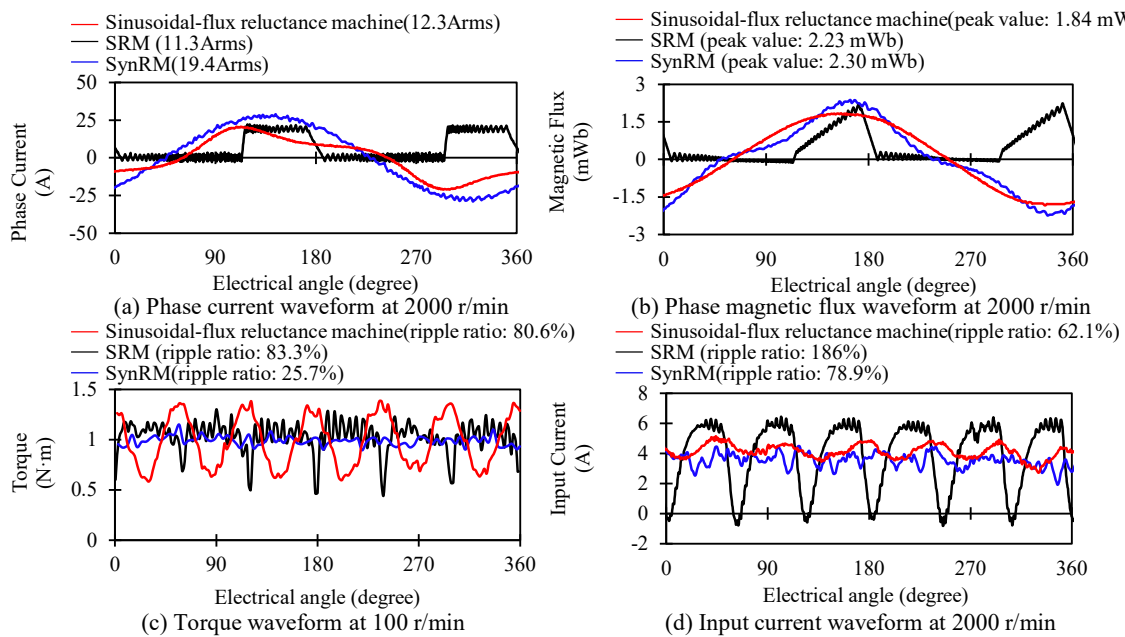 Sinusoidal-flux reluctance machine(12.3Arms)
SRM (11.3Arms)
SynRM(19.4Arms)
50
25
0
-25
-50
Phase Current
(A)
0
90
180
270
360
Electrical angle (degree)
(a) Phase current waveform at 2000 r/min
Sinusoidal-flux reluctance machine(peak value: 1.84 mW
SRM (peak value: 2.23 mWb)
SynRM (peak value: 2.30 mWb)
3
1.5
0
-1.5
-3
Magnetic Flux
(mWb)
0
90
180
270
360
Electrical angle (degree)
(b) Phase magnetic flux waveform at 2000 r/min
Sinusoidal-flux reluctance machine(ripple ratio: 80.6%)
SRM (ripple ratio: 83.3%)
SynRM(ripple ratio: 25.7%)
1.5
1
0.5
0
Torque
(N·m)
0
90
180
270
360
Electrical angle (degree)
(c) Torque waveform at 100 r/min
Sinusoidal-flux reluctance machine(ripple ratio: 62.1%)
SRM (ripple ratio: 186%)
SynRM(ripple ratio: 78.9%)
8
6
4
2
0
-2
Input Current
(A)
0
90
180
270
360
Electrical angle (degree)
(d) Input current waveform at 2000 r/min